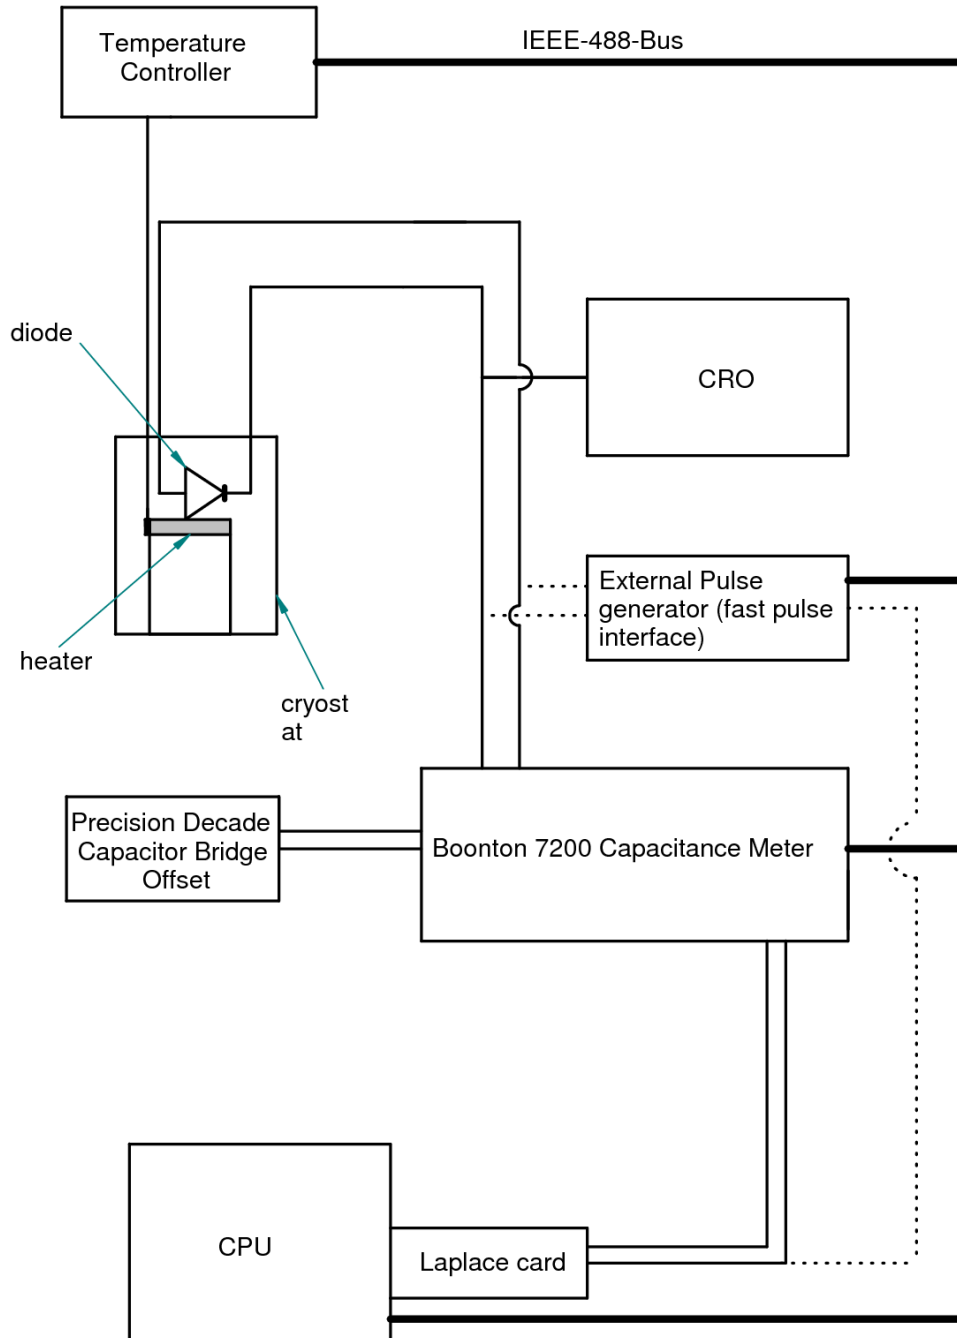 Temperature
Controller
IEEE-488-Bus
diode
CRO
External Pulse
generator (fast pulse
interface)
heater
cryost
at
Precision Decade
Capacitor Bridge
Offset
Boonton 7200 Capacitance Meter
CPU
Laplace card